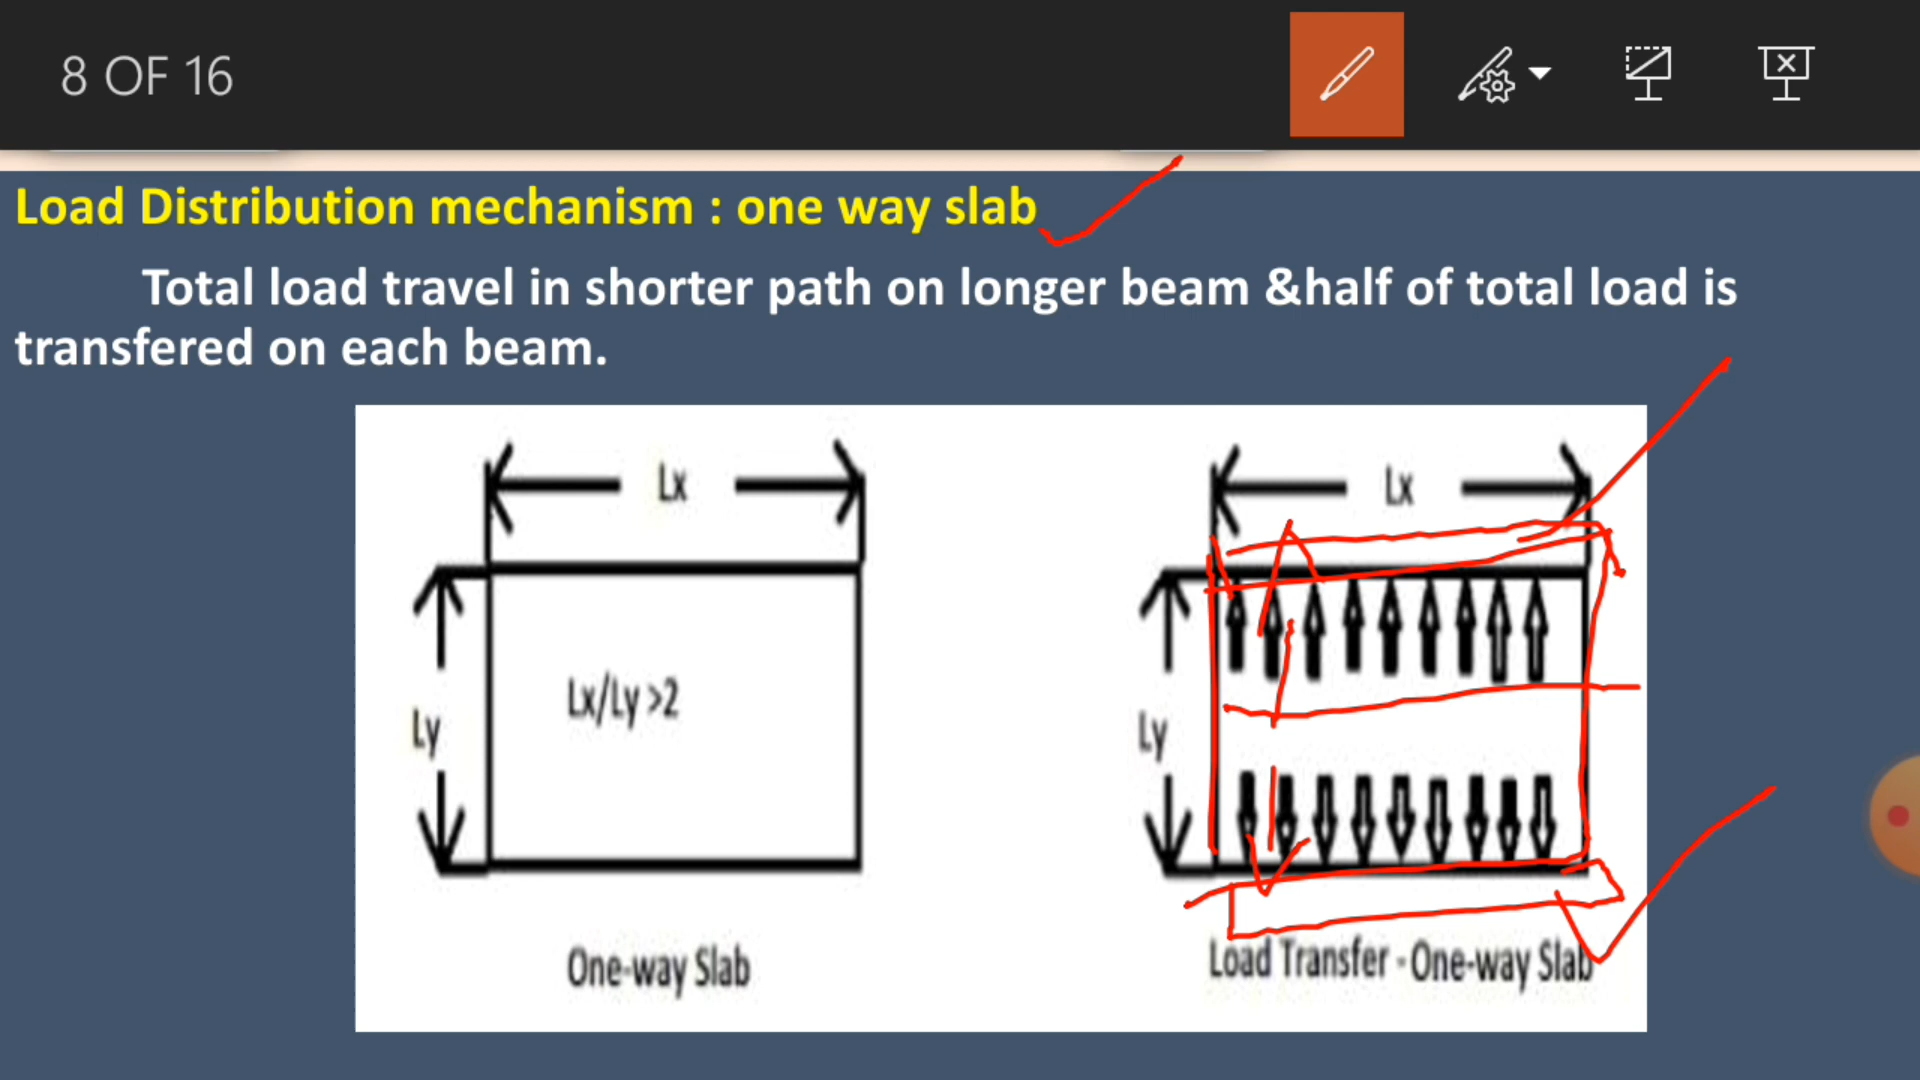 8 OF 16
Load Distribution mechanism : one way slab
Total load travel in shorter path on longer beam &half of total load is
transfered on each beam.
Lx
Lx
Lx/Ly >2
Ly
Ly
One-way Slab
Load Transfer - One-way Slab